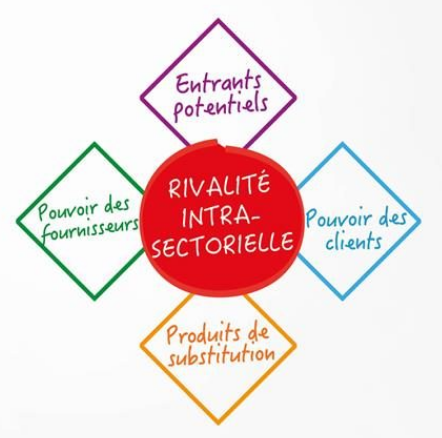 Entrants
potentiels
Pouvoir des
fournisseurs
RIVALITÉ
INTRA-
SECTORIELLE
Pouvoir des
clients
Produits de
substitution